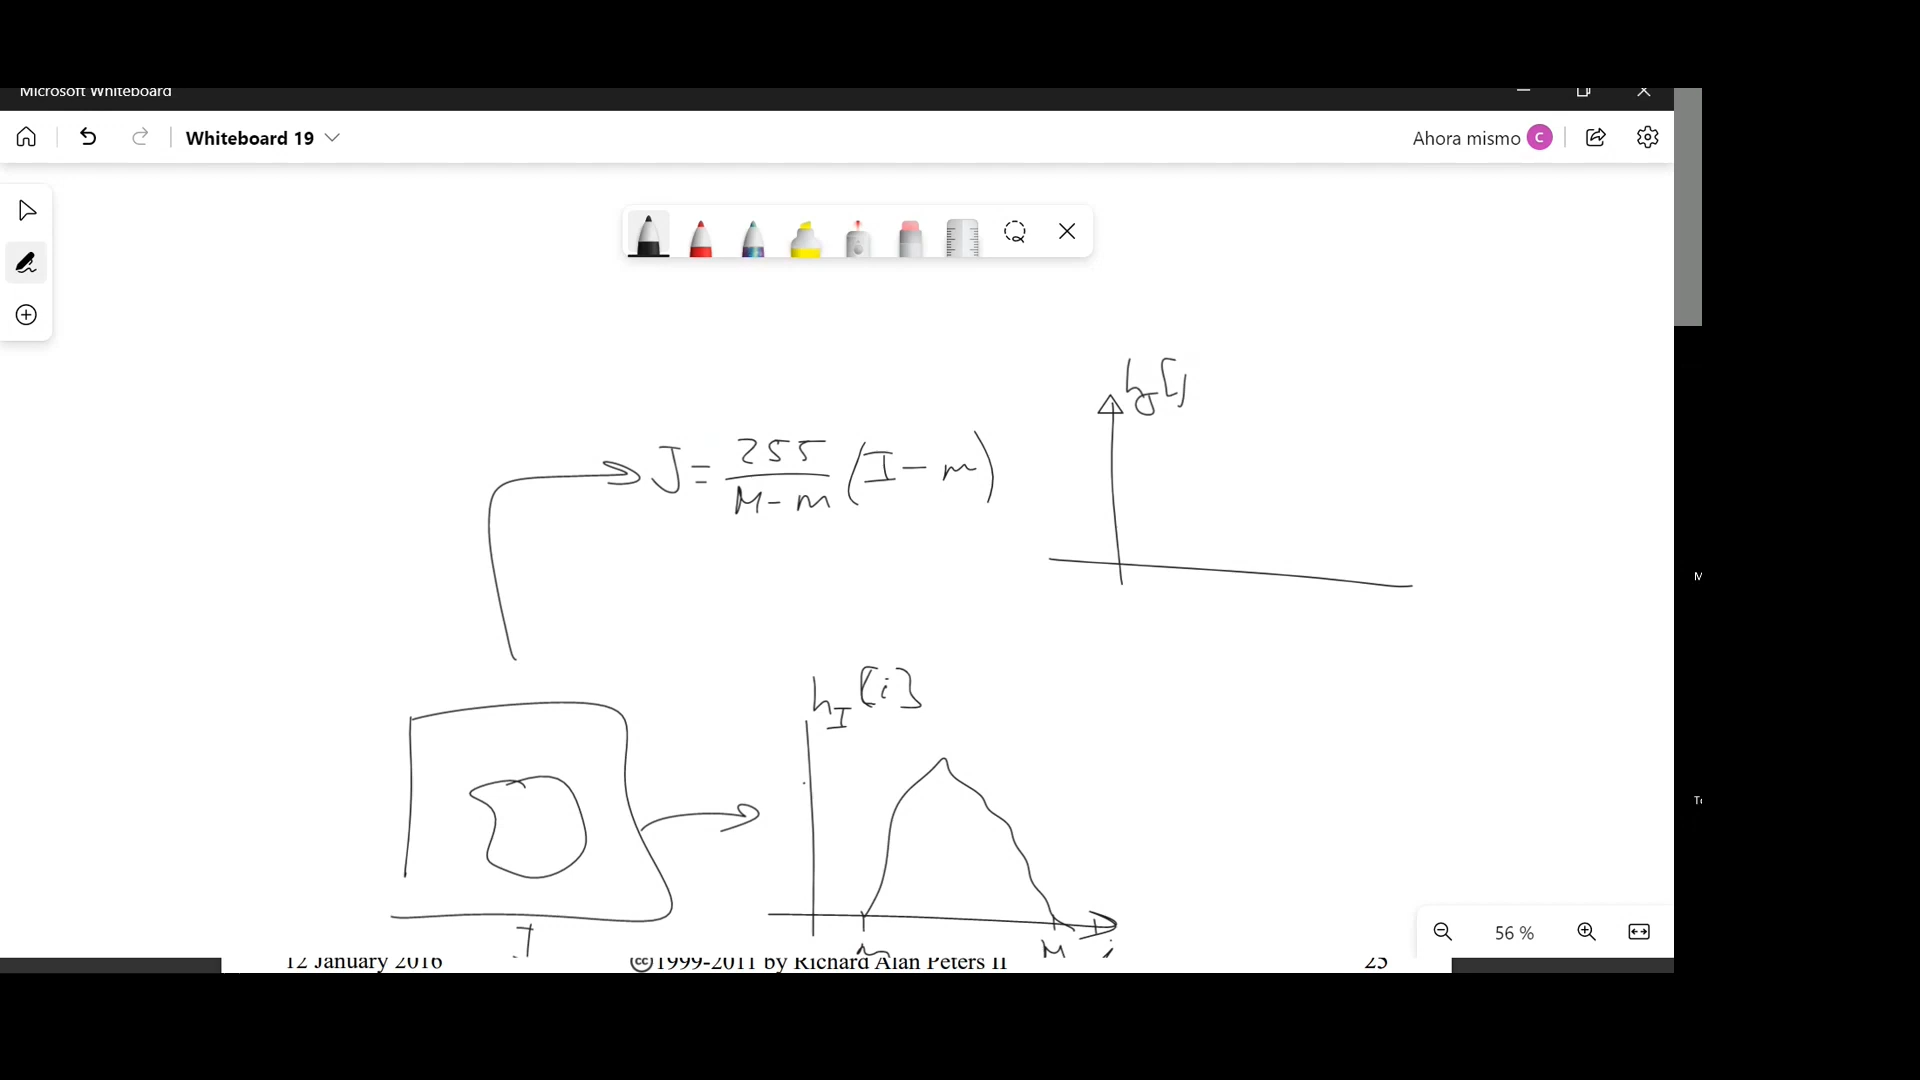 Microsoft Whiteboard
Whiteboard 19
Ahora mismo C
h_J [j
J = 255 / M - m (I - m)
h_I [i]
I
m M i
56 %
12 January 2016 ©1999-2011 by Richard Alan Peters II 25